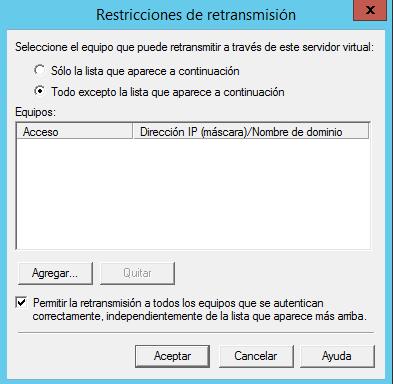 Restricciones de retransmisión
x
Seleccione el equipo que puede retransmitir a través de este servidor virtual:
Sólo la lista que aparece a continuación
Todo excepto la lista que aparece a continuación
Equipos:
Acceso Dirección IP (máscara)/Nombre de dominio
Agregar... Quitar
Permitir la retransmisión a todos los equipos que se autentican
correctamente, independientemente de la lista que aparece más arriba.
Aceptar Cancelar Ayuda